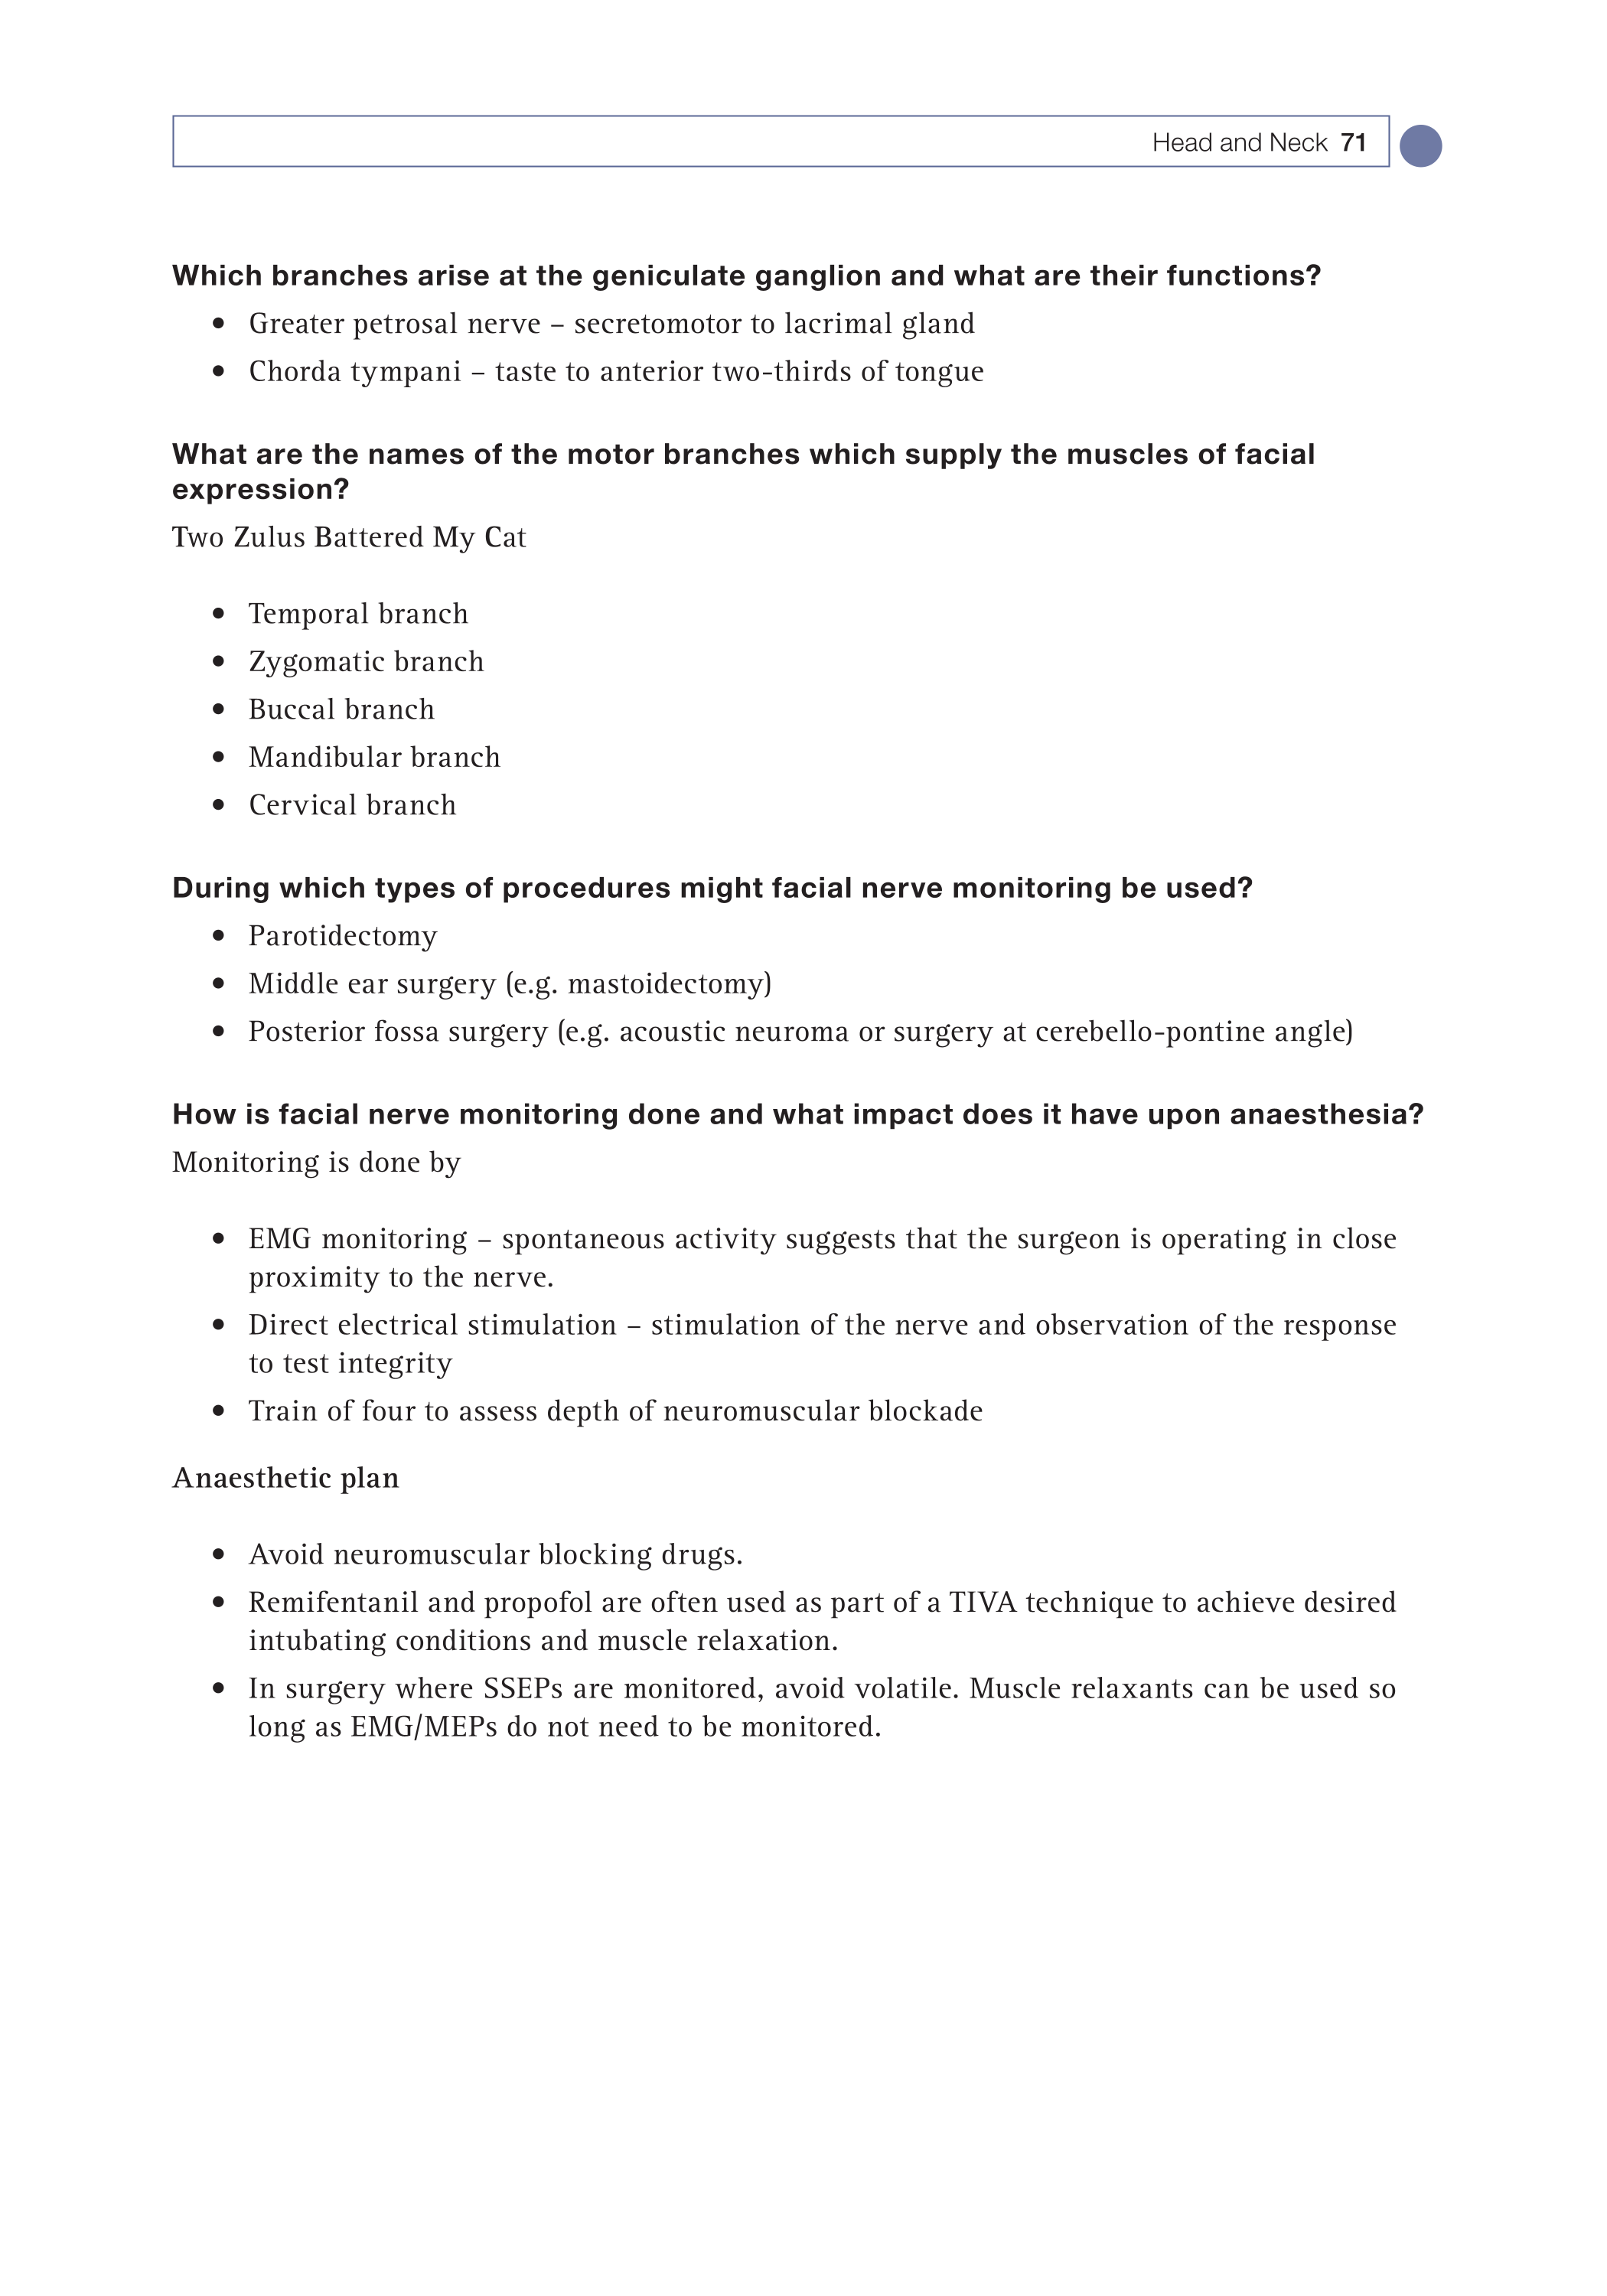 Head and Neck 71
Which branches arise at the geniculate ganglion and what are their functions?
• Greater petrosal nerve – secretomotor to lacrimal gland
• Chorda tympani – taste to anterior two-thirds of tongue
What are the names of the motor branches which supply the muscles of facial
expression?
Two Zulus Battered My Cat
• Temporal branch
• Zygomatic branch
• Buccal branch
• Mandibular branch
• Cervical branch
During which types of procedures might facial nerve monitoring be used?
• Parotidectomy
• Middle ear surgery (e.g. mastoidectomy)
• Posterior fossa surgery (e.g. acoustic neuroma or surgery at cerebello-pontine angle)
How is facial nerve monitoring done and what impact does it have upon anaesthesia?
Monitoring is done by
• EMG monitoring – spontaneous activity suggests that the surgeon is operating in close
proximity to the nerve.
• Direct electrical stimulation – stimulation of the nerve and observation of the response
to test integrity
• Train of four to assess depth of neuromuscular blockade
Anaesthetic plan
• Avoid neuromuscular blocking drugs.
• Remifentanil and propofol are often used as part of a TIVA technique to achieve desired
intubating conditions and muscle relaxation.
• In surgery where SSEPs are monitored, avoid volatile. Muscle relaxants can be used so
long as EMG/MEPs do not need to be monitored.